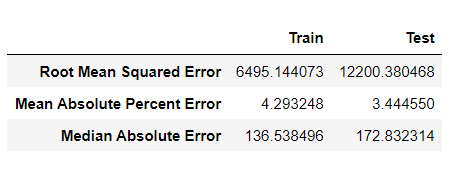 Train Test
Root Mean Squared Error 6495.144073 12200.380468
Mean Absolute Percent Error 4.293248 3.444550
Median Absolute Error 136.538496 172.832314